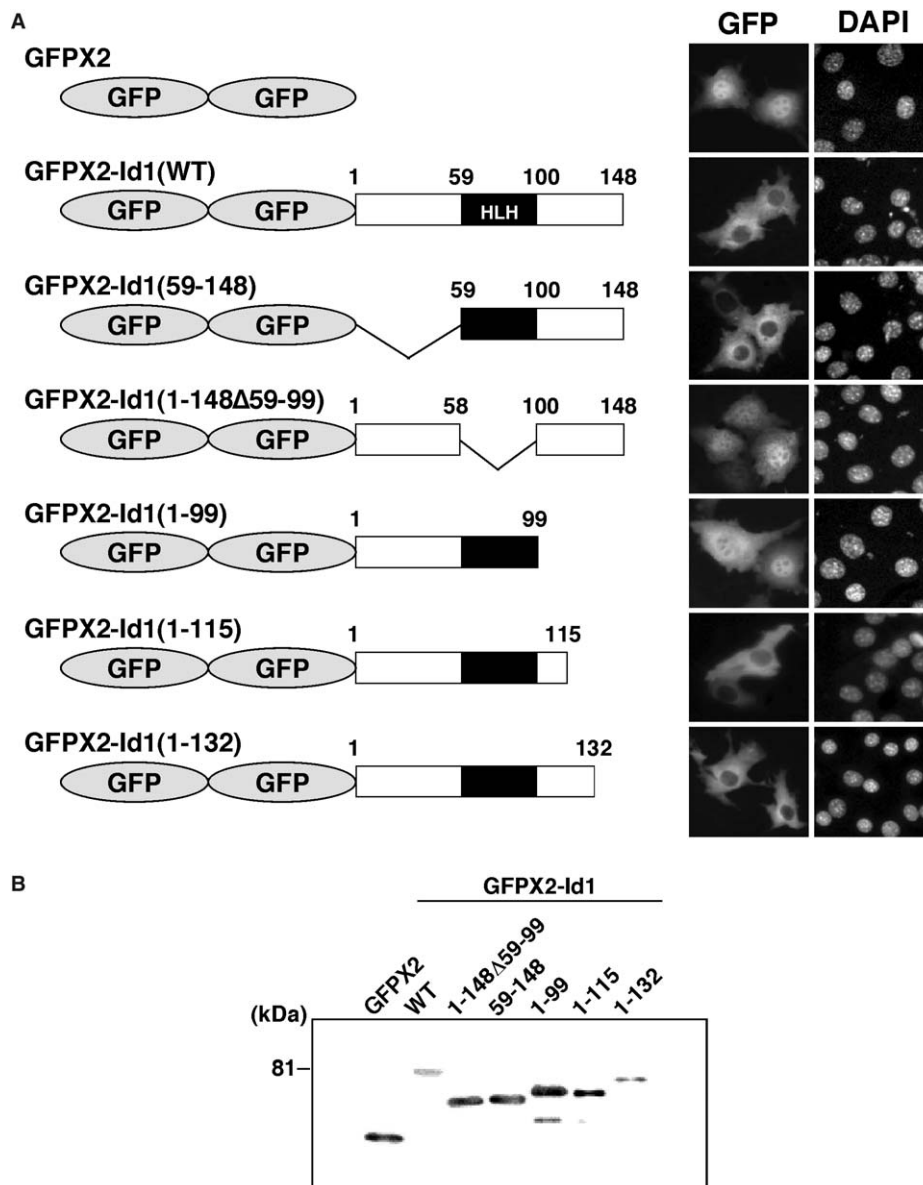 A
GFP DAPI
GFPX2
GFP GFP
GFPX2-Id1(WT)
1 59 100 148
GFP GFP HLH
GFPX2-Id1(59-148)
59 100 148
GFP GFP
GFPX2-Id1(1-148Δ59-99)
1 58 100 148
GFP GFP
GFPX2-Id1(1-99)
1 99
GFP GFP
GFPX2-Id1(1-115)
1 115
GFP GFP
GFPX2-Id1(1-132)
1 132
GFP GFP
B
GFPX2-Id1
GFPX2
WT
1-148Δ59-99
59-148
1-99
1-115
1-132
(kDa)
81